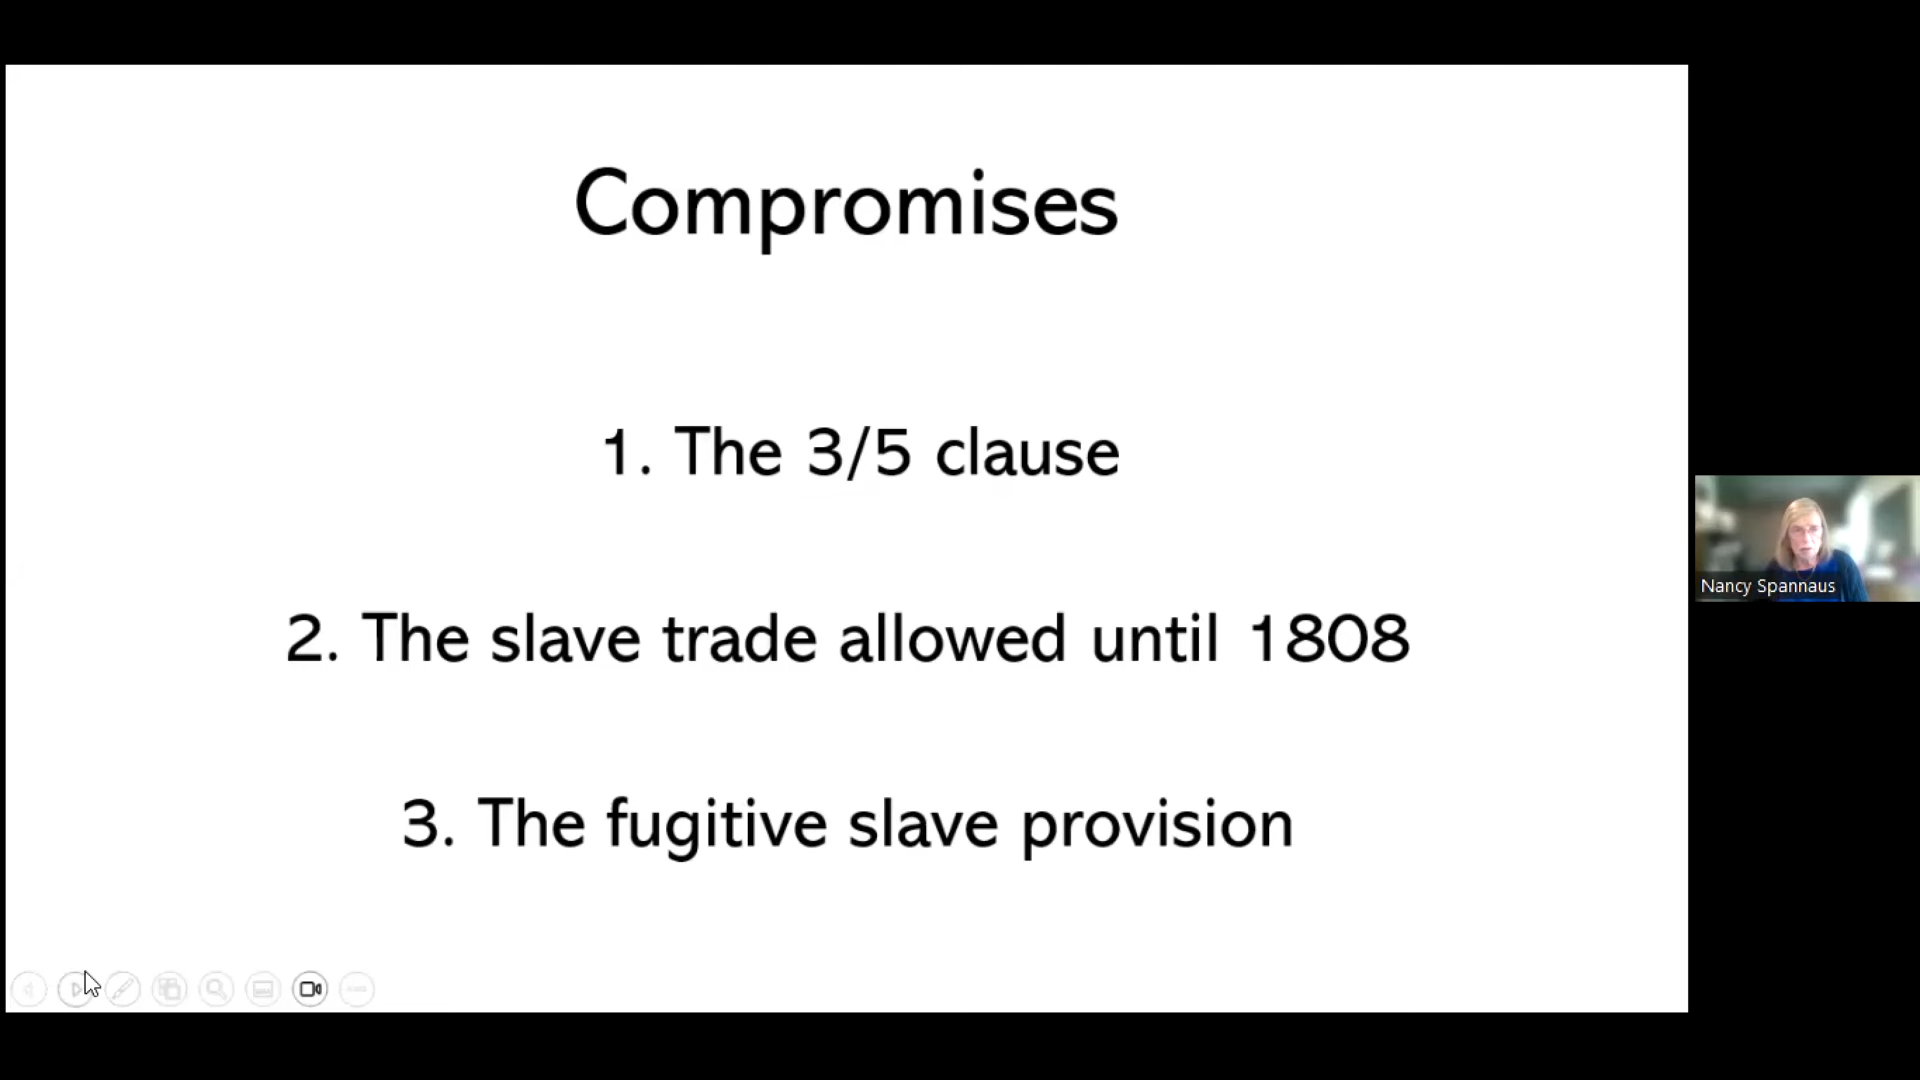 Compromises
1. The 3/5 clause
2. The slave trade allowed until 1808
3. The fugitive slave provision
Nancy Spannaus